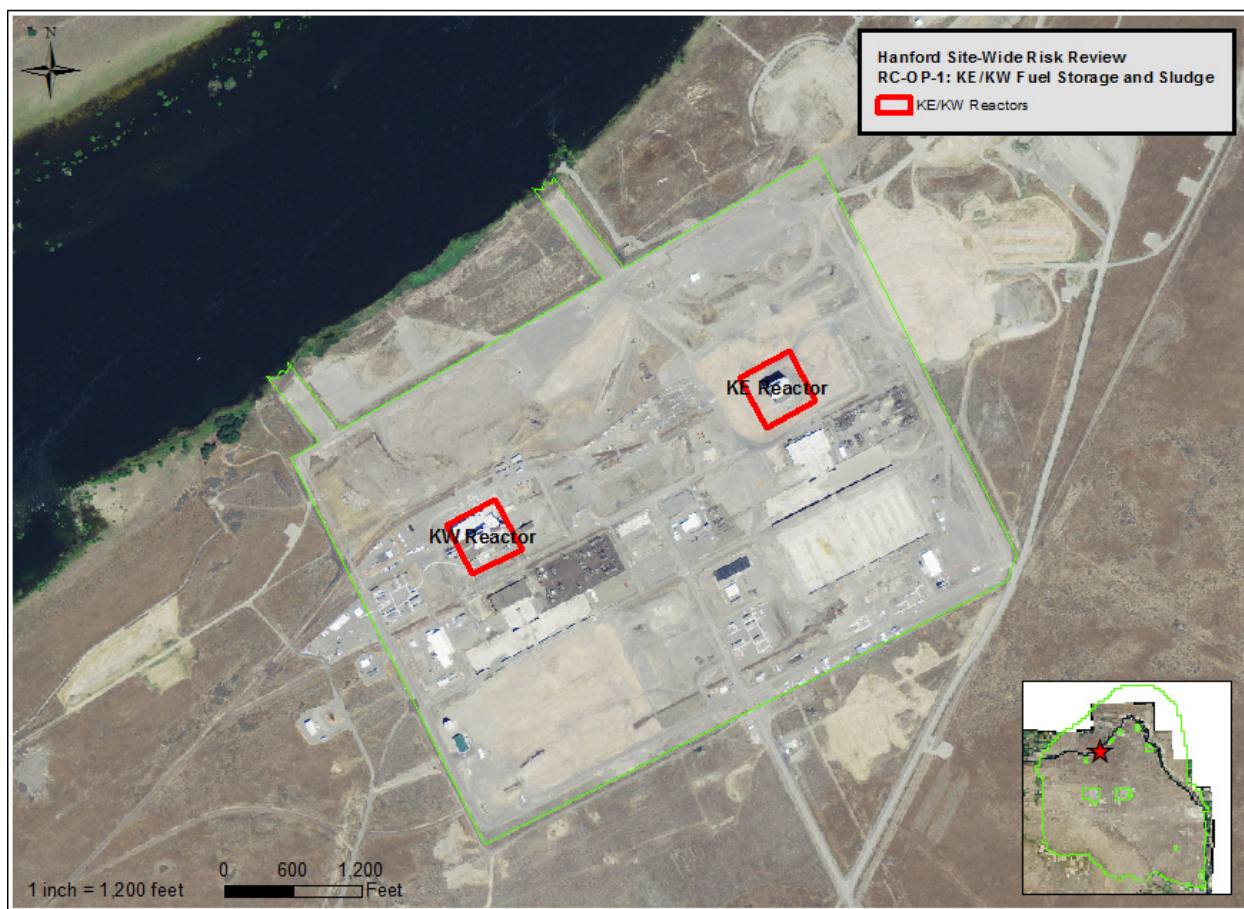 N
Hanford Site-Wide Risk Review
RC-OP-1: KE/KW Fuel Storage and Sludge
KE/KW Reactors
KE Reactor
KW Reactor
0 600 1,200
1 inch = 1,200 feet
Feet